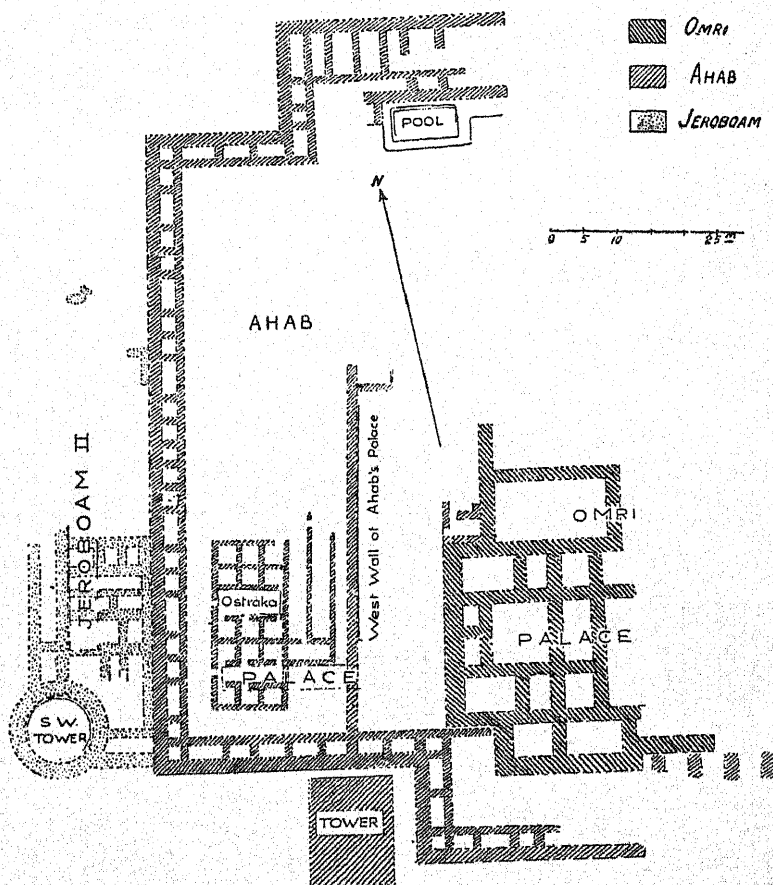 OMRI
AHAB
JEROBOAM
POOL
N
0 5 10 25 m
AHAB
JEROBOAM II
West Wall of Ahab's Palace
OMRI
Ostraka
PALACE
PALACE
S.W.
TOWER
TOWER